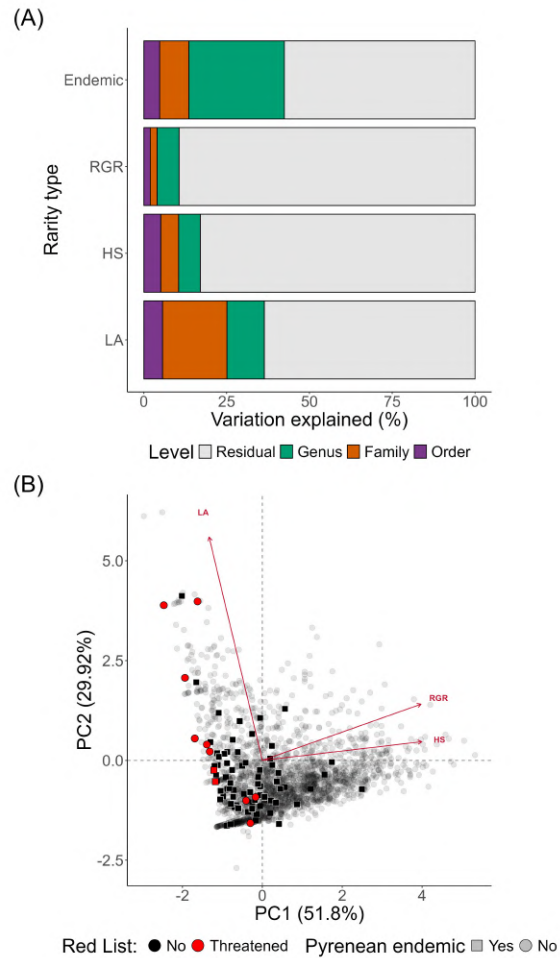 (A)
Rarity type
Endemic
RGR
HS
LA
0 25 50 75 100
Variation explained (%)
Level Residual Genus Family Order
(B)
PC2 (29.92%)
5.0
2.5
0.0
-2.5
LA
RGR
HS
-2 0 2 4
PC1 (51.8%)
Red List: No Threatened Pyrenean endemic Yes No